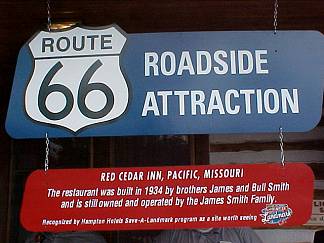 ROUTE
66
ROADSIDE
ATTRACTION
RED CEDAR INN, PACIFIC, MISSOURI
The restaurant was built in 1934 by brothers James and Bull Smith
and is still owned and operated by the James Smith Family.
Recognized by Hampton Hotels Save-A-Landmark program as a site worth seeing
Landmark